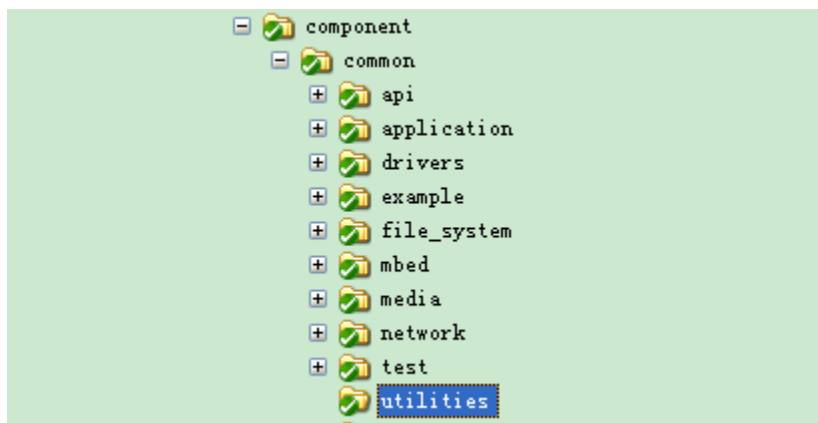 component
common
api
application
drivers
example
file_system
mbed
media
network
test
utilities